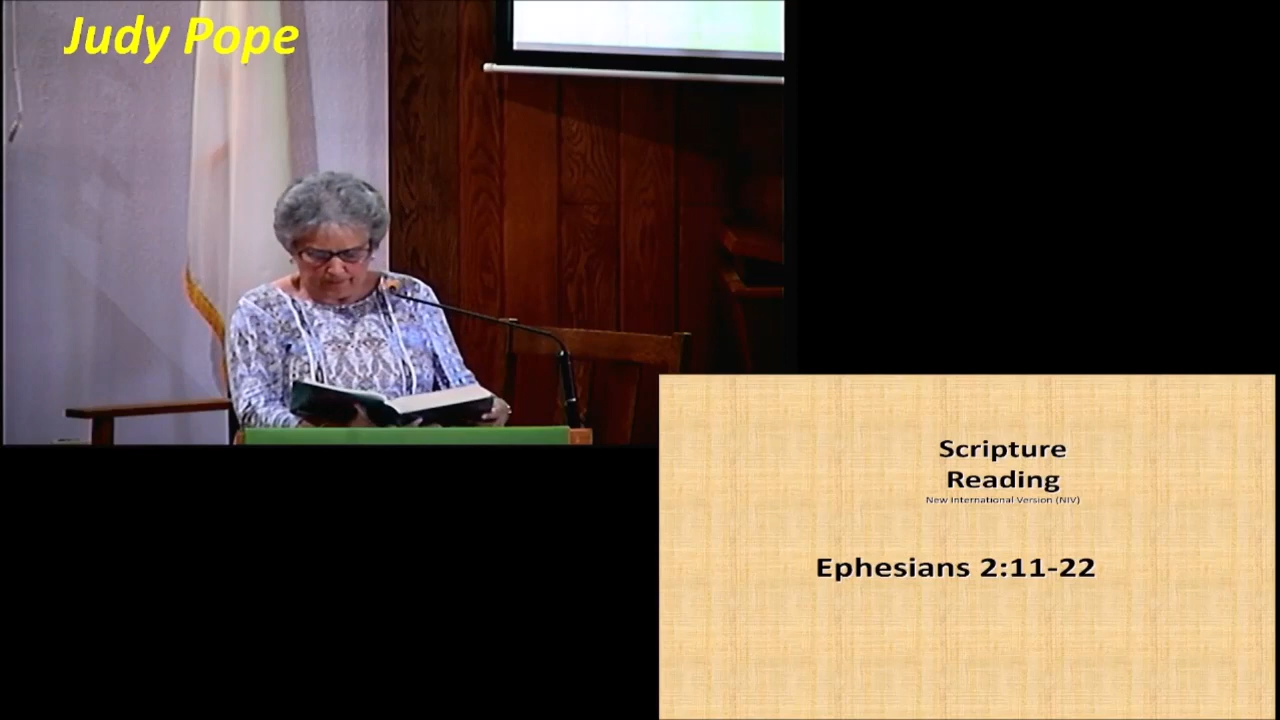 Judy Pope
Scripture
Reading
New International Version (NIV)
Ephesians 2:11-22